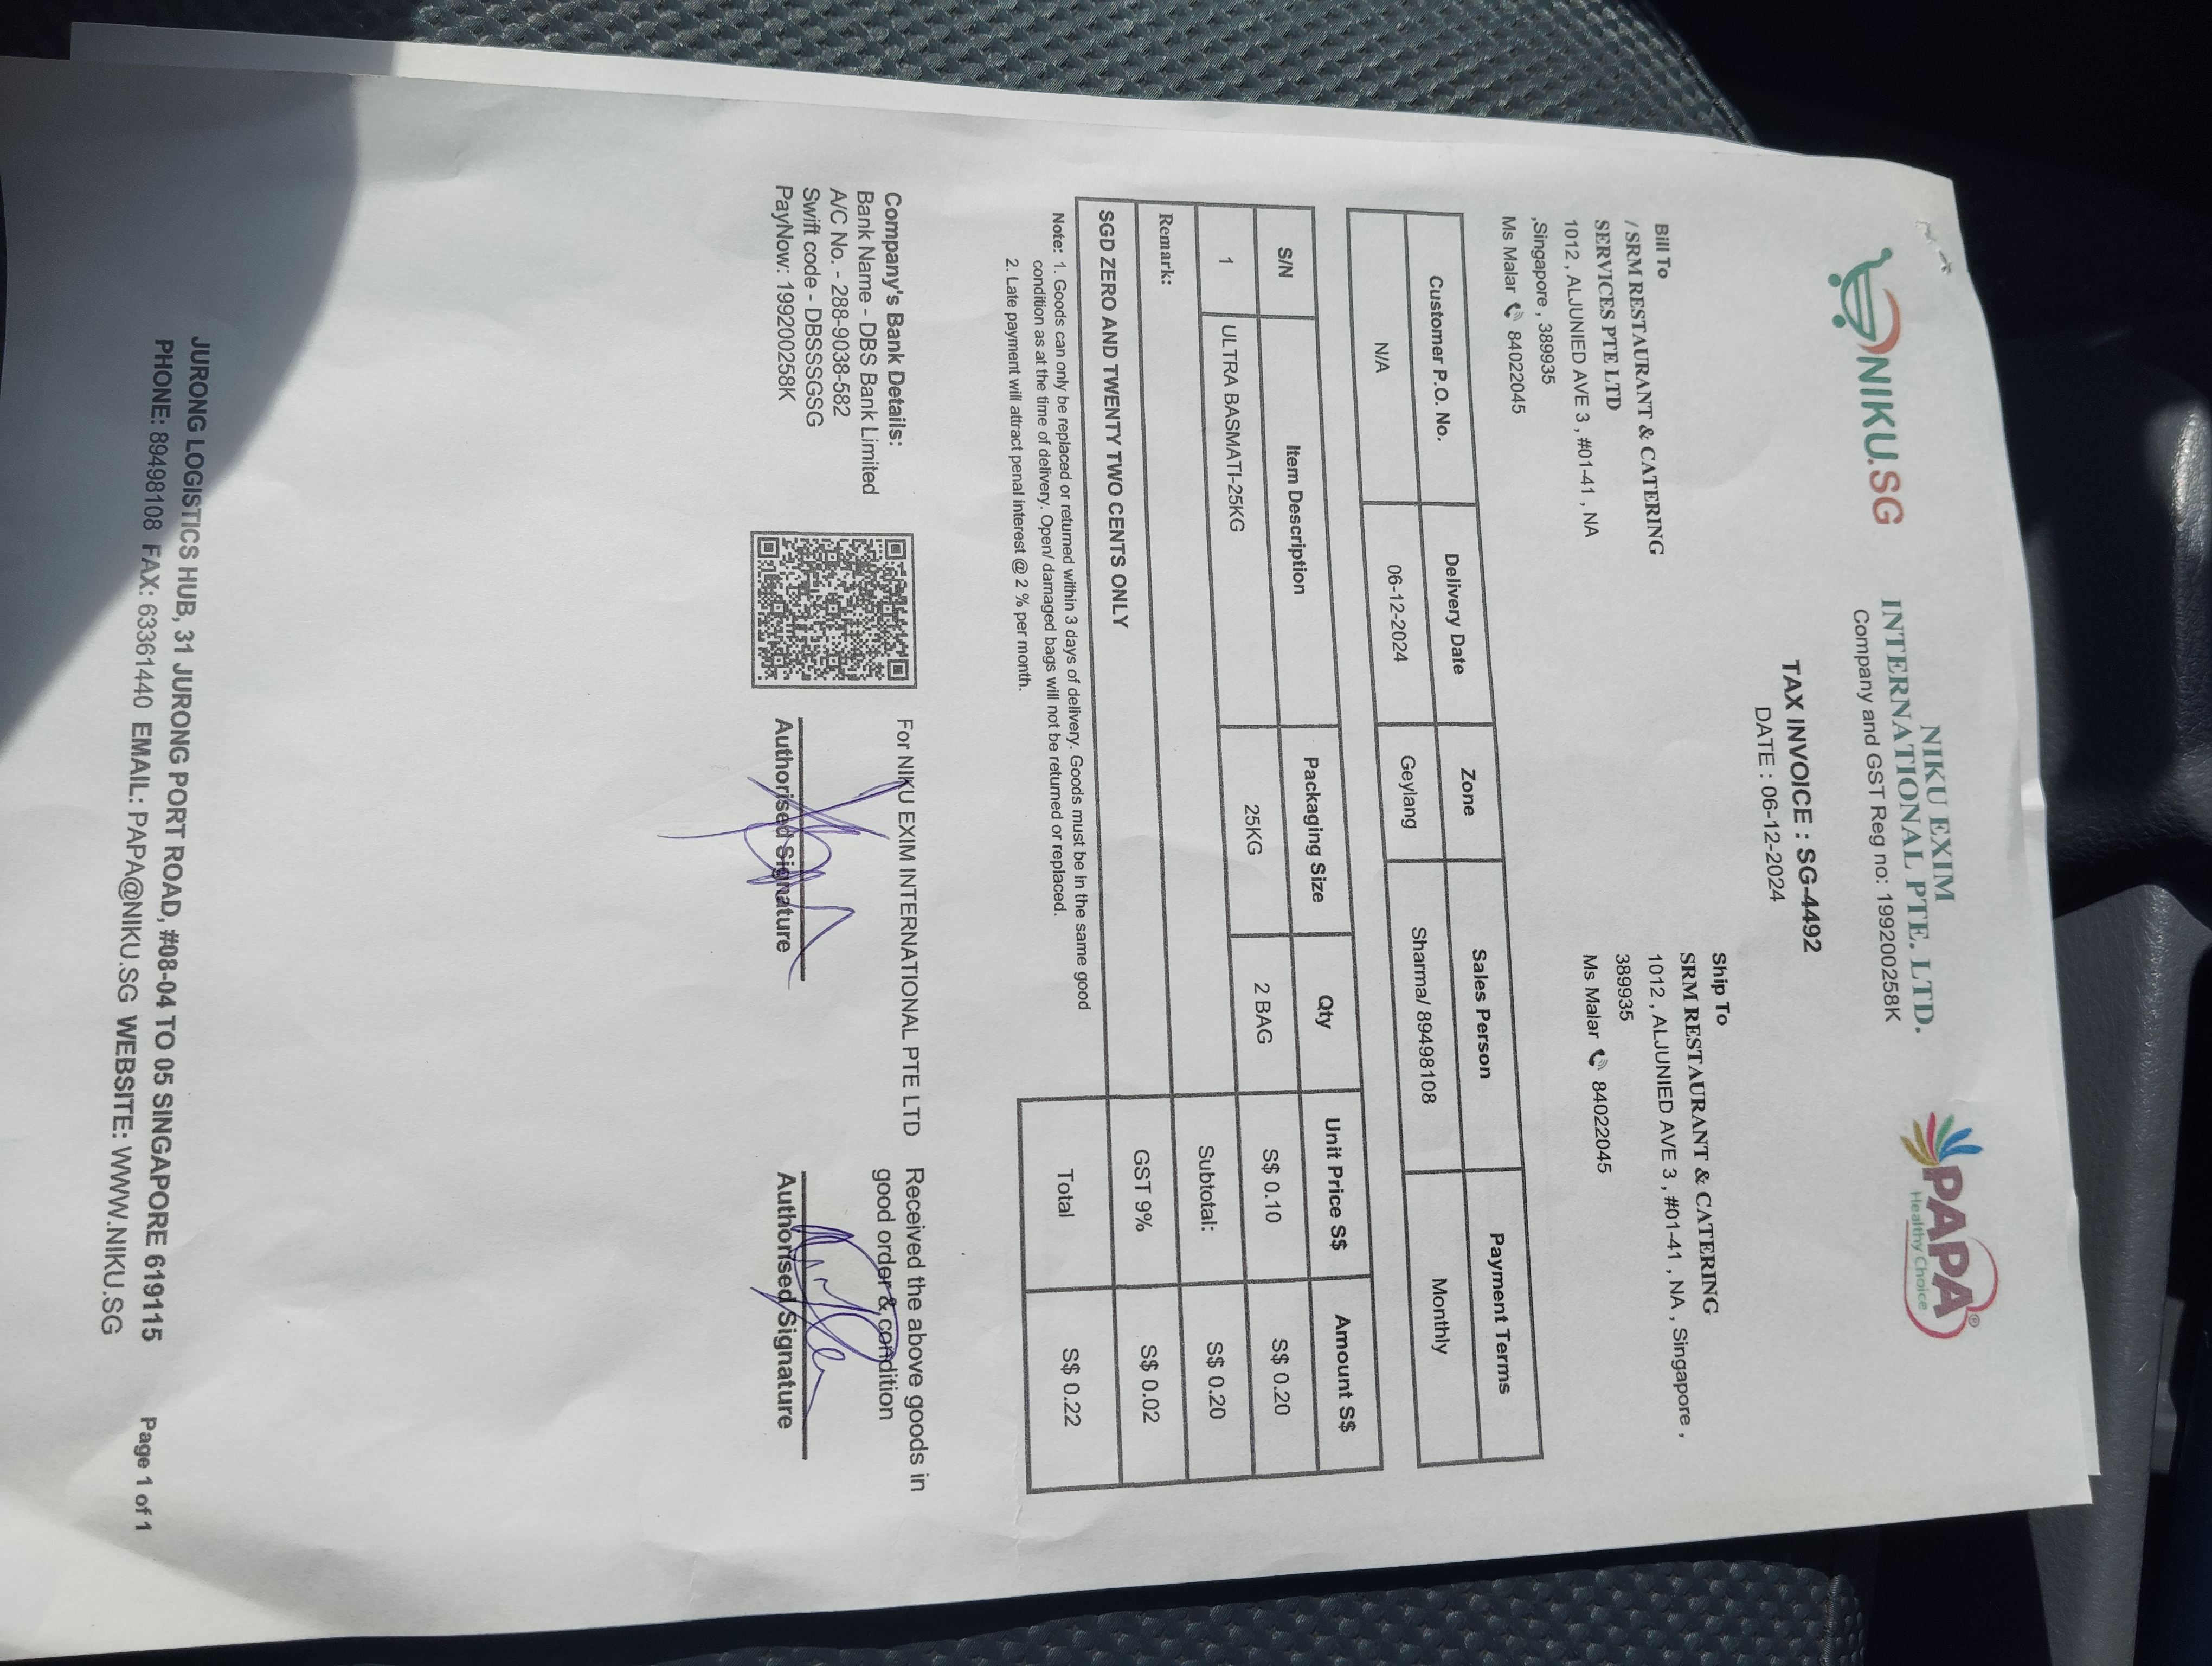 NIKU.SG
NIKU EXIM
INTERNATIONAL PTE. LTD.
Company and GST Reg no: 199200258K
PAPA®
Healthy Choice
TAX INVOICE : SG-4492
DATE : 06-12-2024
Bill To
/ SRM RESTAURANT & CATERING
SERVICES PTE LTD
1012 , ALJUNIED AVE 3 , #01-41 , NA
,Singapore , 389935
Ms Malar 84022045
Ship To
SRM RESTAURANT & CATERING
1012 , ALJUNIED AVE 3 , #01-41 , NA , Singapore ,
389935
Ms Malar 84022045
Customer P.O. No. Delivery Date Zone Sales Person Payment Terms
N/A 06-12-2024 Geylang Sharma/ 89498108 Monthly
S/N Item Description Packaging Size Qty Unit Price S$ Amount S$
1 ULTRA BASMATI-25KG 25KG 2 BAG S$ 0.10 S$ 0.20
Remark: Subtotal: S$ 0.20
GST 9% S$ 0.02
SGD ZERO AND TWENTY TWO CENTS ONLY Total S$ 0.22
Note: 1. Goods can only be replaced or returned within 3 days of delivery. Goods must be in the same good
condition as at the time of delivery. Open/ damaged bags will not be returned or replaced.
2. Late payment will attract penal interest @ 2 % per month.
Company's Bank Details:
Bank Name - DBS Bank Limited
A/C No. - 288-9038-582
Swift code - DBSSSGSG
PayNow: 199200258K
For NIKU EXIM INTERNATIONAL PTE LTD
Authorised Signature
Received the above goods in
good order & condition
Authorised Signature
JURONG LOGISTICS HUB, 31 JURONG PORT ROAD, #08-04 TO 05 SINGAPORE 619115
PHONE: 89498108 FAX: 63361440 EMAIL: PAPA@NIKU.SG WEBSITE: WWW.NIKU.SG
Page 1 of 1